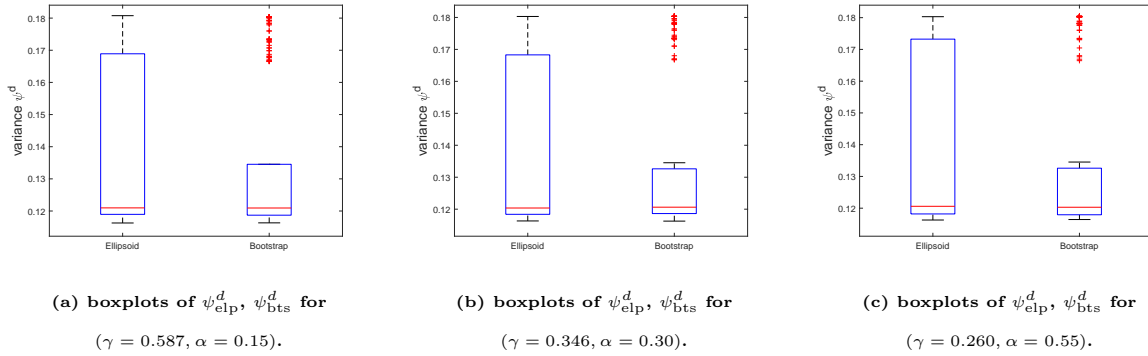 0.18
0.17
0.16
0.15
0.14
0.13
0.12
variance ψ^d
Ellipsoid Bootstrap
(a) boxplots of ψ^d_elp, ψ^d_bts for
(γ = 0.587, α = 0.15).
0.18
0.17
0.16
0.15
0.14
0.13
0.12
variance ψ^d
Ellipsoid Bootstrap
(b) boxplots of ψ^d_elp, ψ^d_bts for
(γ = 0.346, α = 0.30).
0.18
0.17
0.16
0.15
0.14
0.13
0.12
variance ψ^d
Ellipsoid Bootstrap
(c) boxplots of ψ^d_elp, ψ^d_bts for
(γ = 0.260, α = 0.55).